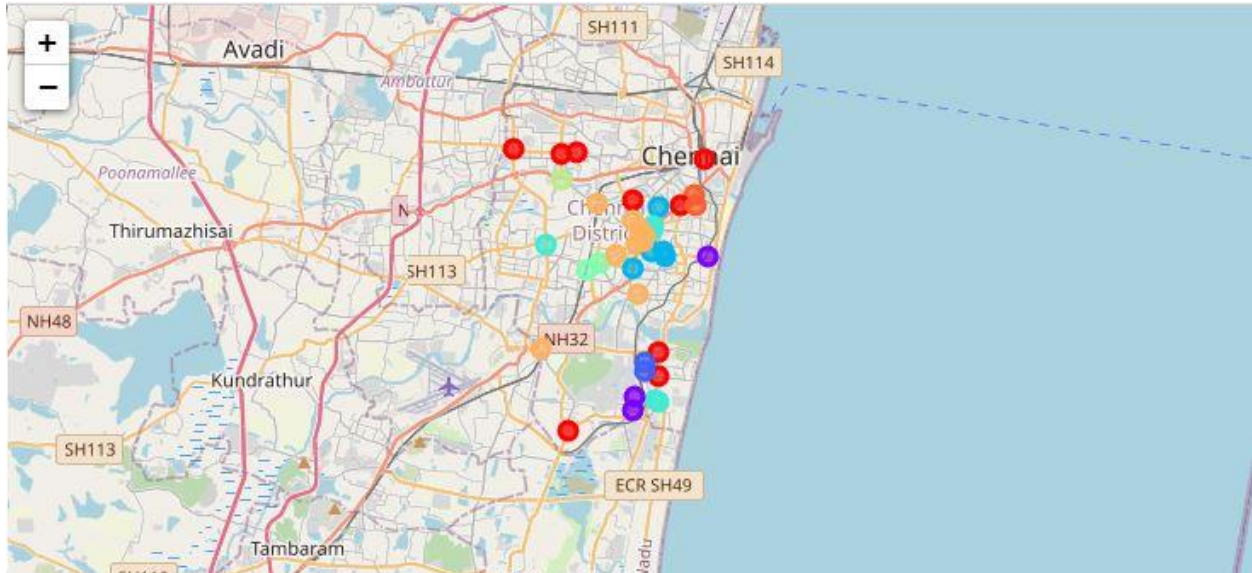 +
−
SH111
Avadi
SH114
Ambattur
Chennai
Poonamallee
N
Thirumazhisai
SH113
NH48
NH32
Kundrathur
SH113
ECR SH49
Tambaram